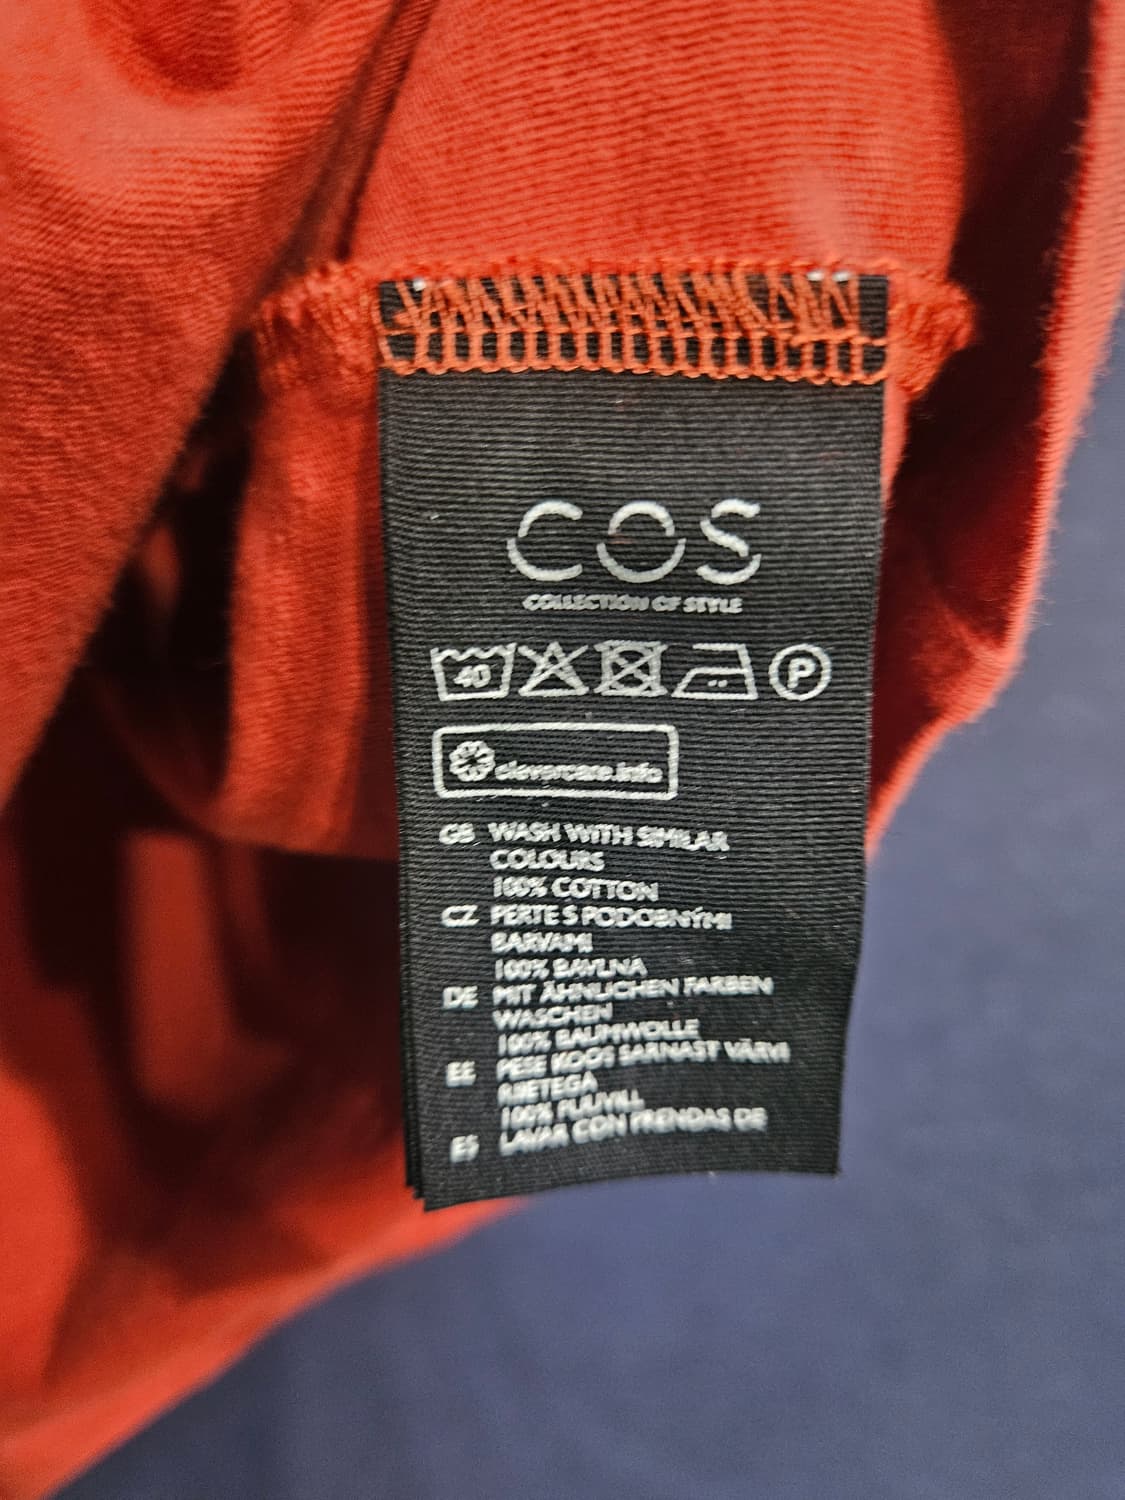 COS
COLLECTION OF STYLE
40 P
clevercare.info
GB WASH WITH SIMILAR
COLOURS
100% COTTON
CZ PERTE S PODOBNÝMI
BARVAMI
100% BAVLNA
DE MIT ÄHNLICHEN FARBEN
WASCHEN
100% BAUMWOLLE
EE PESE KOOS SARNAST VÄRVI
RIIETEGA
100% PUUVILL
ES LAVAR CON PRENDAS DE